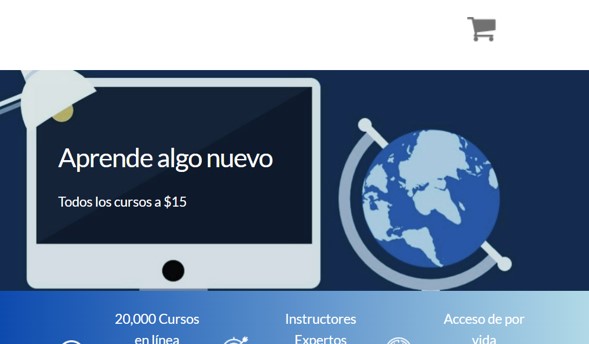 Aprende algo nuevo
Todos los cursos a $15
20,000 Cursos
en línea
Instructores
Expertos
Acceso de por
vida